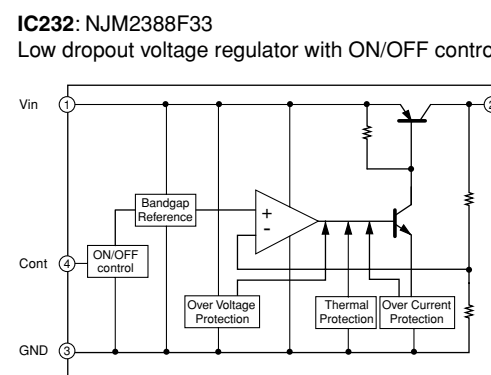 IC232: NJM2388F33
Low dropout voltage regulator with ON/OFF contro
Vin 1
2
Bandgap
Reference
+
-
Cont 4
ON/OFF
control
Over Voltage
Protection
Thermal
Protection
Over Current
Protection
GND 3